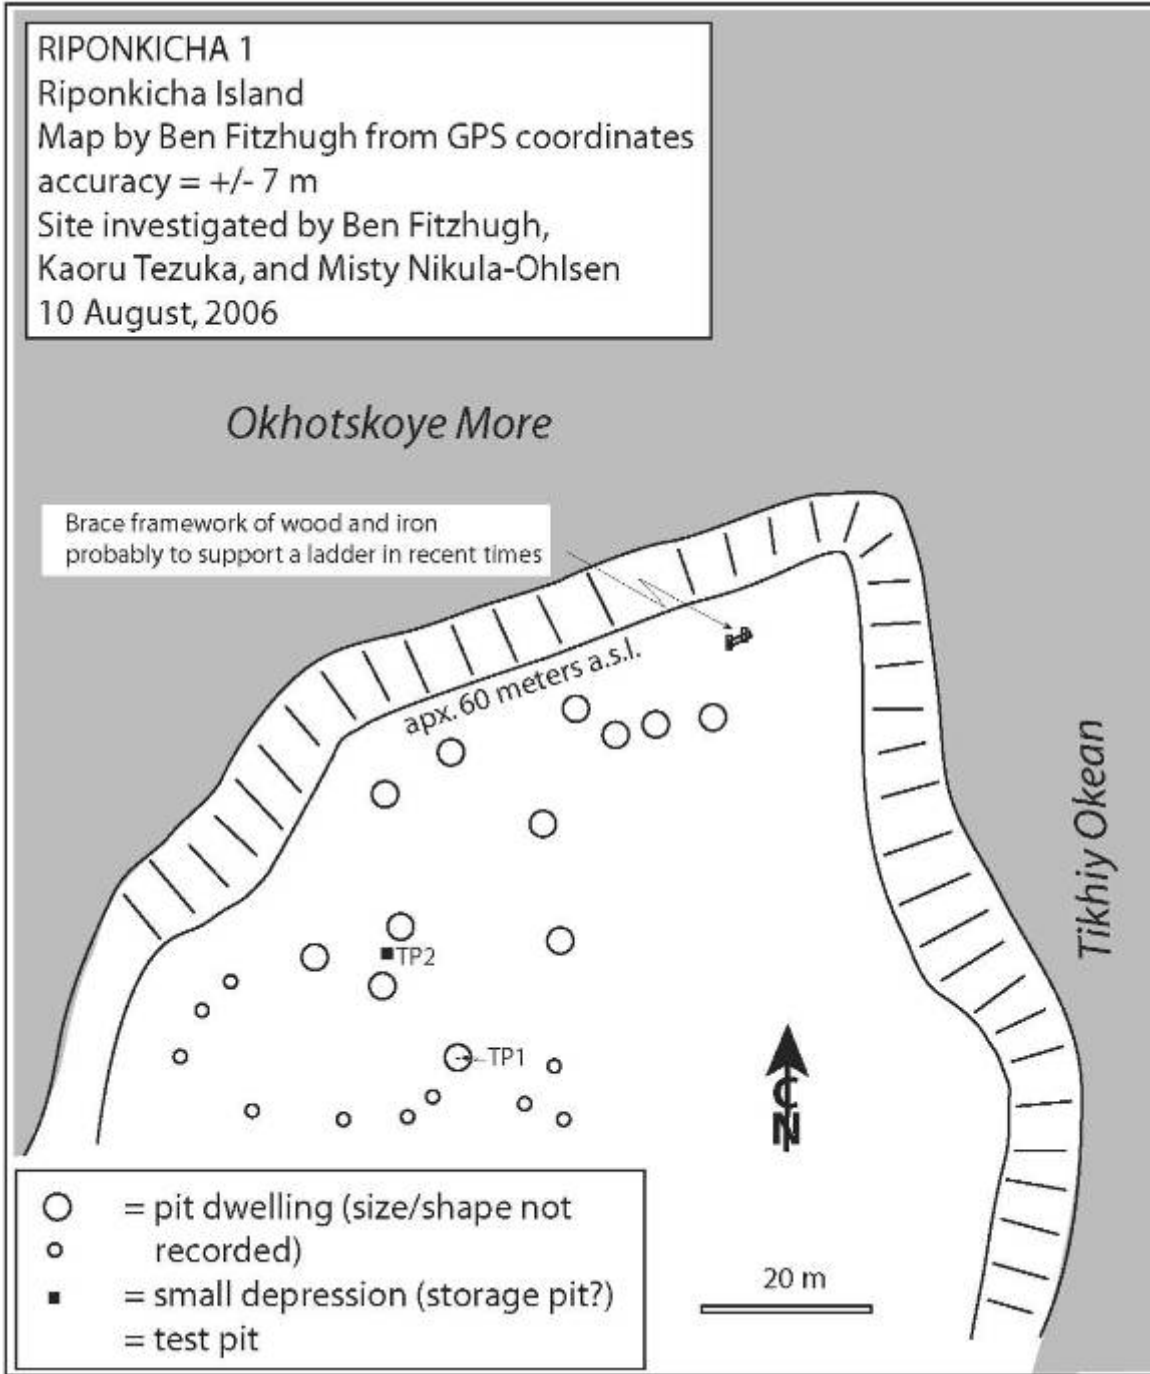 RIPONKICHA 1
Riponkicha Island
Map by Ben Fitzhugh from GPS coordinates
accuracy = +/- 7 m
Site investigated by Ben Fitzhugh,
Kaoru Tezuka, and Misty Nikula-Ohlsen
10 August, 2006
Okhotskoye More
Brace framework of wood and iron
probably to support a ladder in recent times
apx. 60 meters a.s.l.
Tikhiy Okean
TP2
TP1
N
= pit dwelling (size/shape not
recorded)
= small depression (storage pit?)
= test pit
20 m